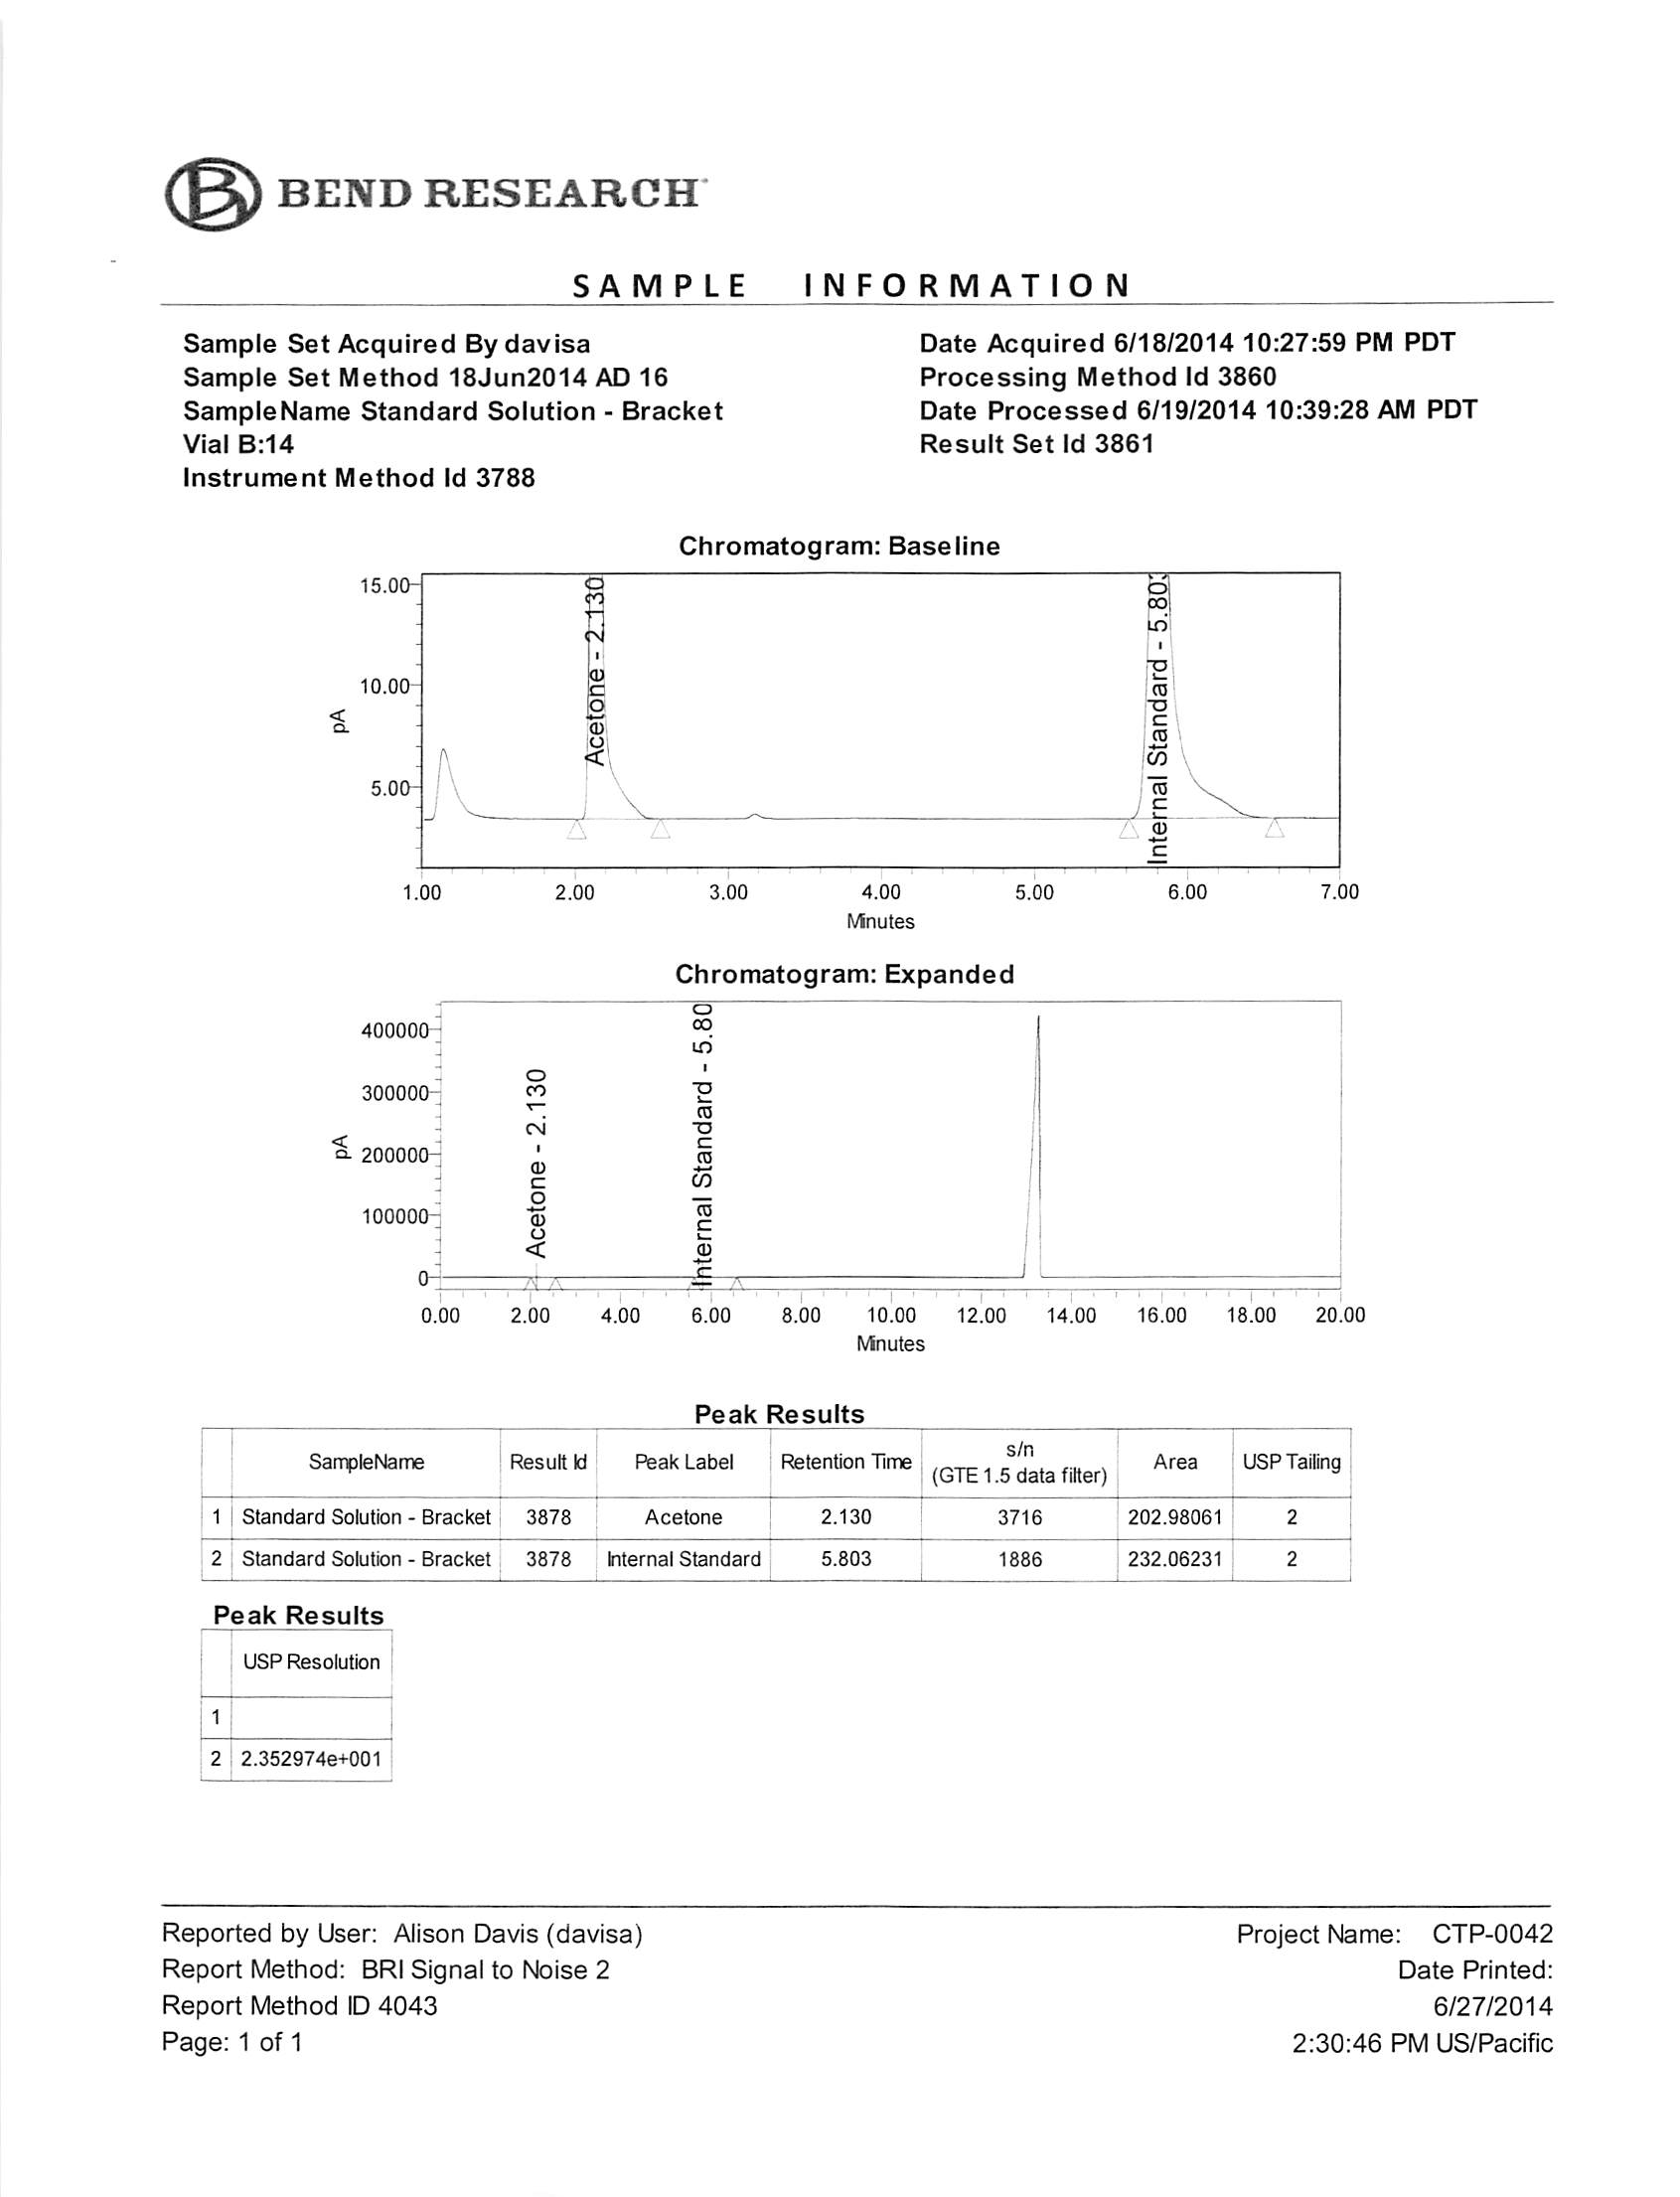 BEND RESEARCH
SAMPLE INFORMATION
Sample Set Acquired By davisa
Sample Set Method 18Jun2014 AD 16
SampleName Standard Solution - Bracket
Vial B:14
Instrument Method Id 3788
Date Acquired 6/18/2014 10:27:59 PM PDT
Processing Method Id 3860
Date Processed 6/19/2014 10:39:28 AM PDT
Result Set Id 3861
Chromatogram: Baseline
15.00
10.00
5.00
pA
Acetone - 2.130
Internal Standard - 5.803
1.00 2.00 3.00 4.00 5.00 6.00 7.00
Minutes
Chromatogram: Expanded
400000
300000
200000
100000
0
pA
Acetone - 2.130
Internal Standard - 5.80
0.00 2.00 4.00 6.00 8.00 10.00 12.00 14.00 16.00 18.00 20.00
Minutes
Peak Results
SampleName Result Id Peak Label Retention Time s/n (GTE 1.5 data filter) Area USP Tailing
1 Standard Solution - Bracket 3878 Acetone 2.130 3716 202.98061 2
2 Standard Solution - Bracket 3878 Internal Standard 5.803 1886 232.06231 2
Peak Results
USP Resolution
1
2 2.352974e+001
Reported by User: Alison Davis (davisa)
Report Method: BRI Signal to Noise 2
Report Method ID 4043
Page: 1 of 1
Project Name: CTP-0042
Date Printed:
6/27/2014
2:30:46 PM US/Pacific